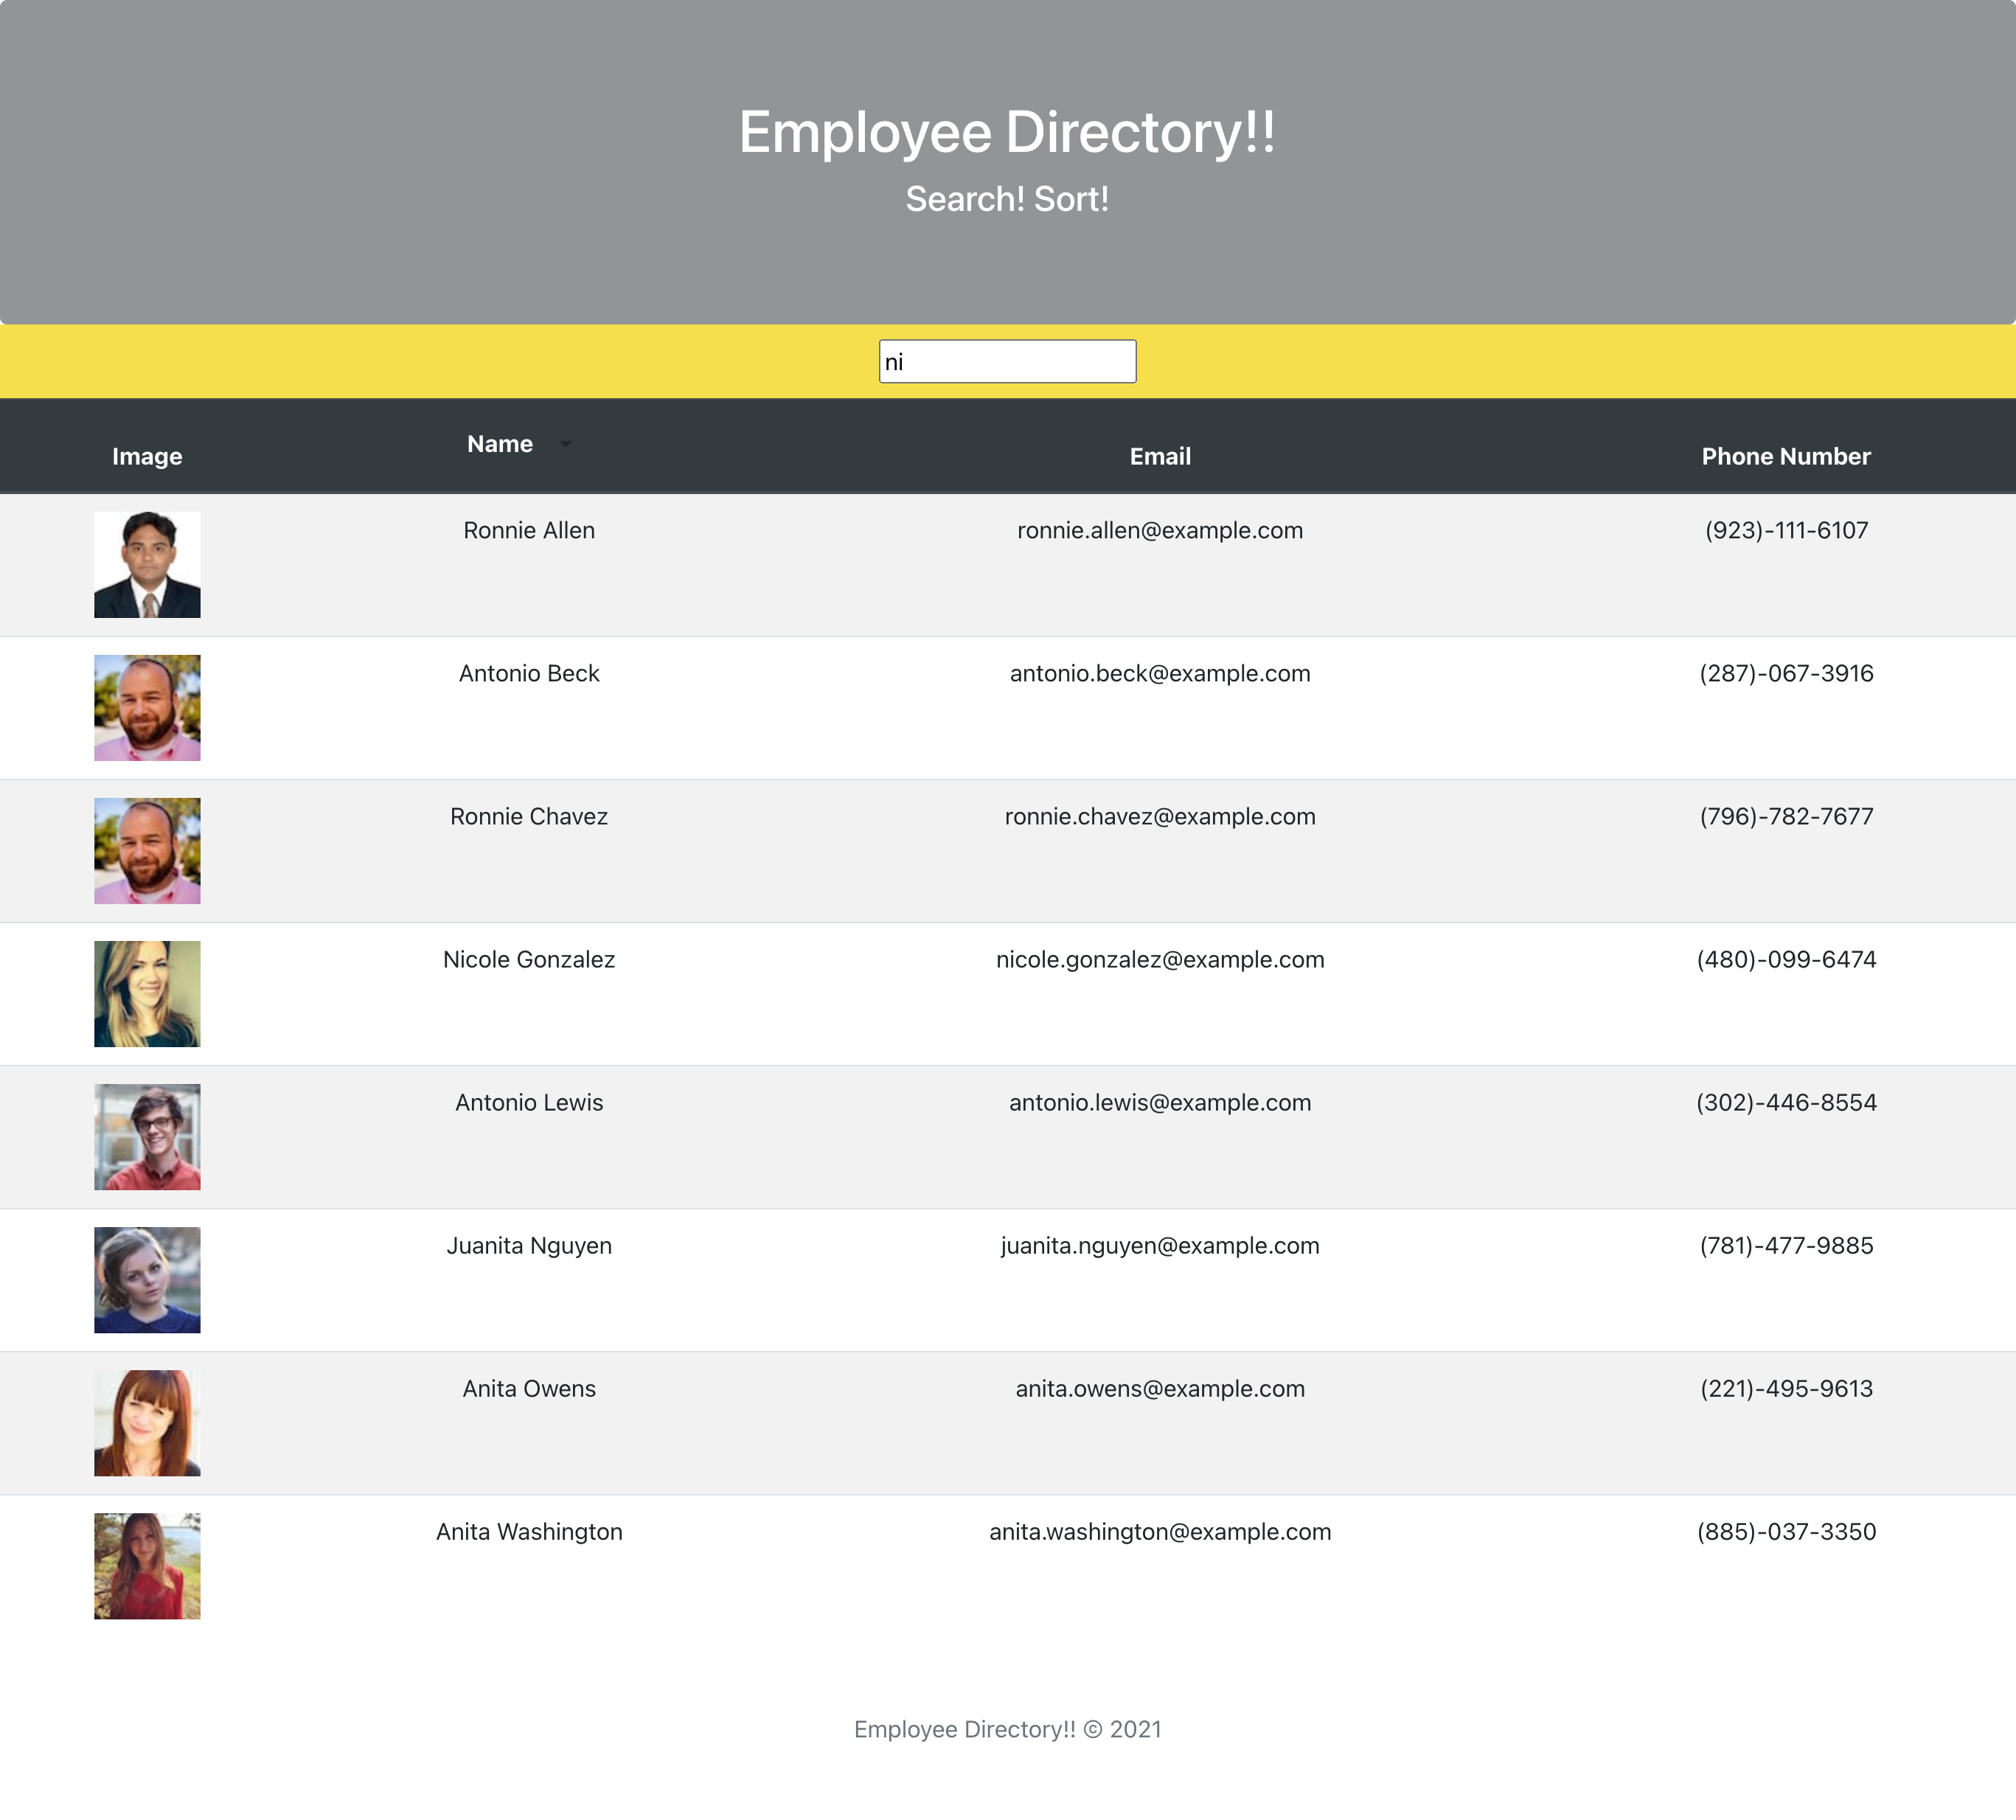 Employee Directory!!
Search! Sort!
ni
Image Name Email Phone Number
Ronnie Allen ronnie.allen@example.com (923)-111-6107
Antonio Beck antonio.beck@example.com (287)-067-3916
Ronnie Chavez ronnie.chavez@example.com (796)-782-7677
Nicole Gonzalez nicole.gonzalez@example.com (480)-099-6474
Antonio Lewis antonio.lewis@example.com (302)-446-8554
Juanita Nguyen juanita.nguyen@example.com (781)-477-9885
Anita Owens anita.owens@example.com (221)-495-9613
Anita Washington anita.washington@example.com (885)-037-3350
Employee Directory!! © 2021